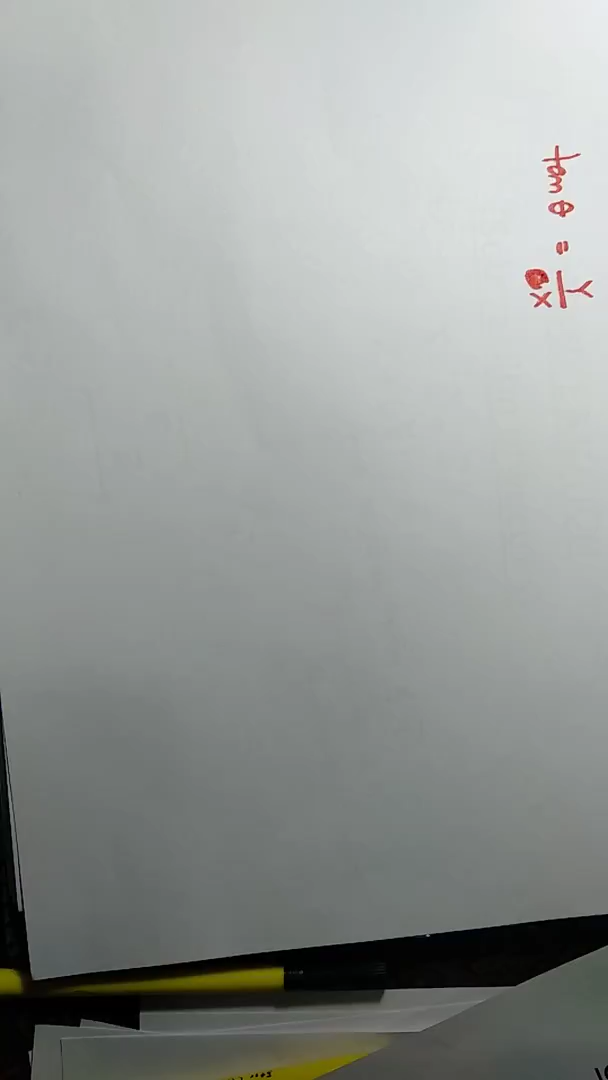 tan θ = Y/X